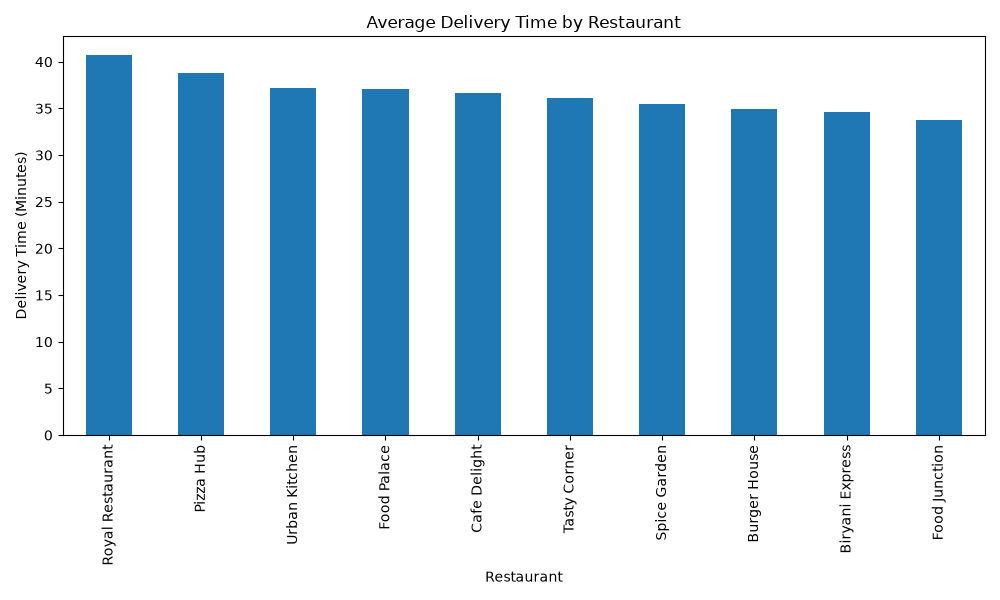 Average Delivery Time by Restaurant
Delivery Time (Minutes)
40
35
30
25
20
15
10
5
0
Royal Restaurant
Pizza Hub
Urban Kitchen
Food Palace
Cafe Delight
Tasty Corner
Spice Garden
Burger House
Biryani Express
Food Junction
Restaurant